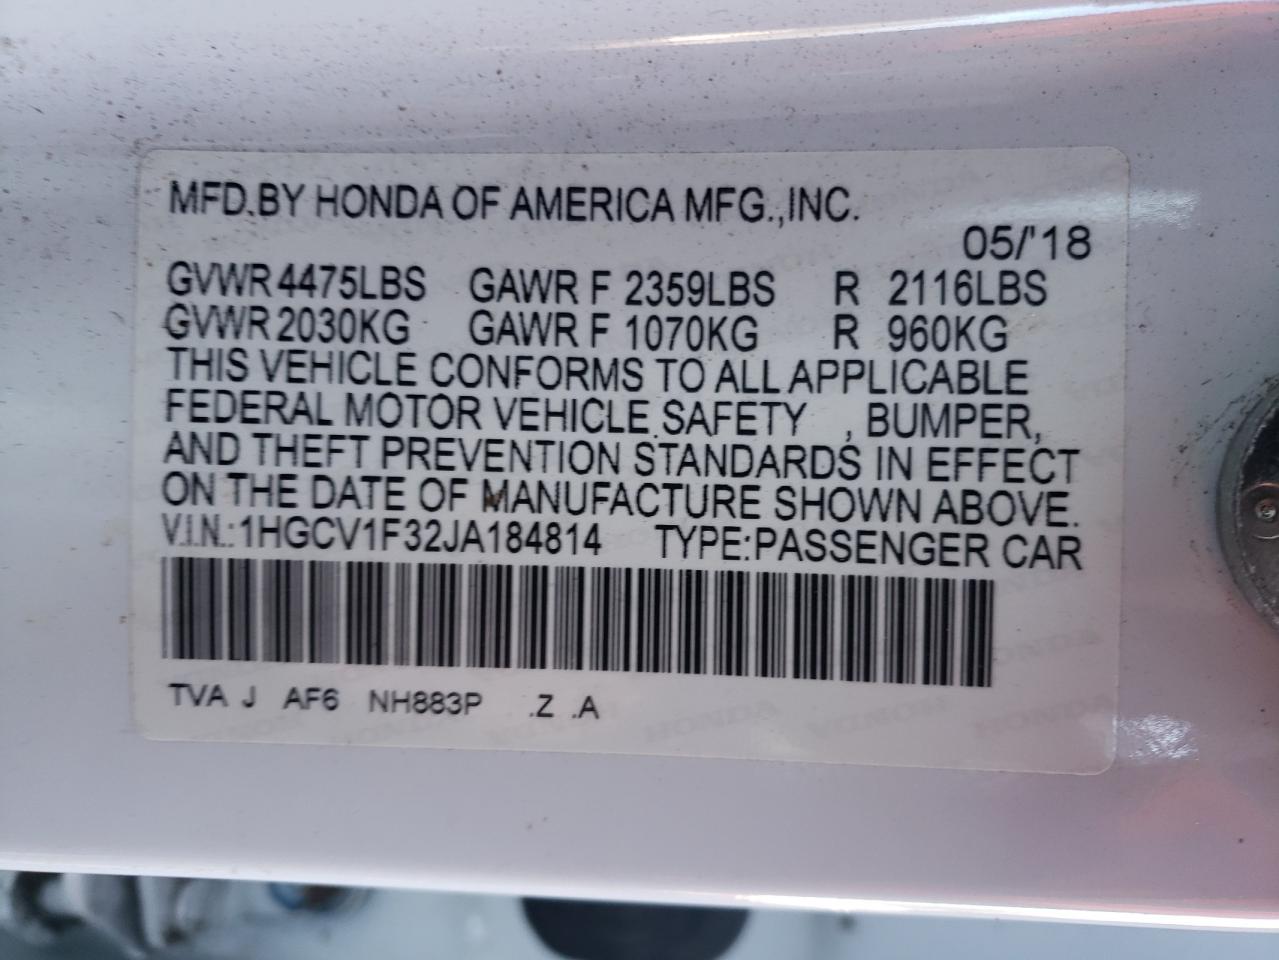 MFD.BY HONDA OF AMERICA MFG.,INC.
05/'18
GVWR 4475LBS GAWR F 2359LBS R 2116LBS
GVWR 2030KG GAWR F 1070KG R 960KG
THIS VEHICLE CONFORMS TO ALL APPLICABLE
FEDERAL MOTOR VEHICLE SAFETY , BUMPER,
AND THEFT PREVENTION STANDARDS IN EFFECT
ON THE DATE OF MANUFACTURE SHOWN ABOVE.
V.I.N.: 1HGCV1F32JA184814 TYPE:PASSENGER CAR
TVA J AF6 NH883P .Z .A